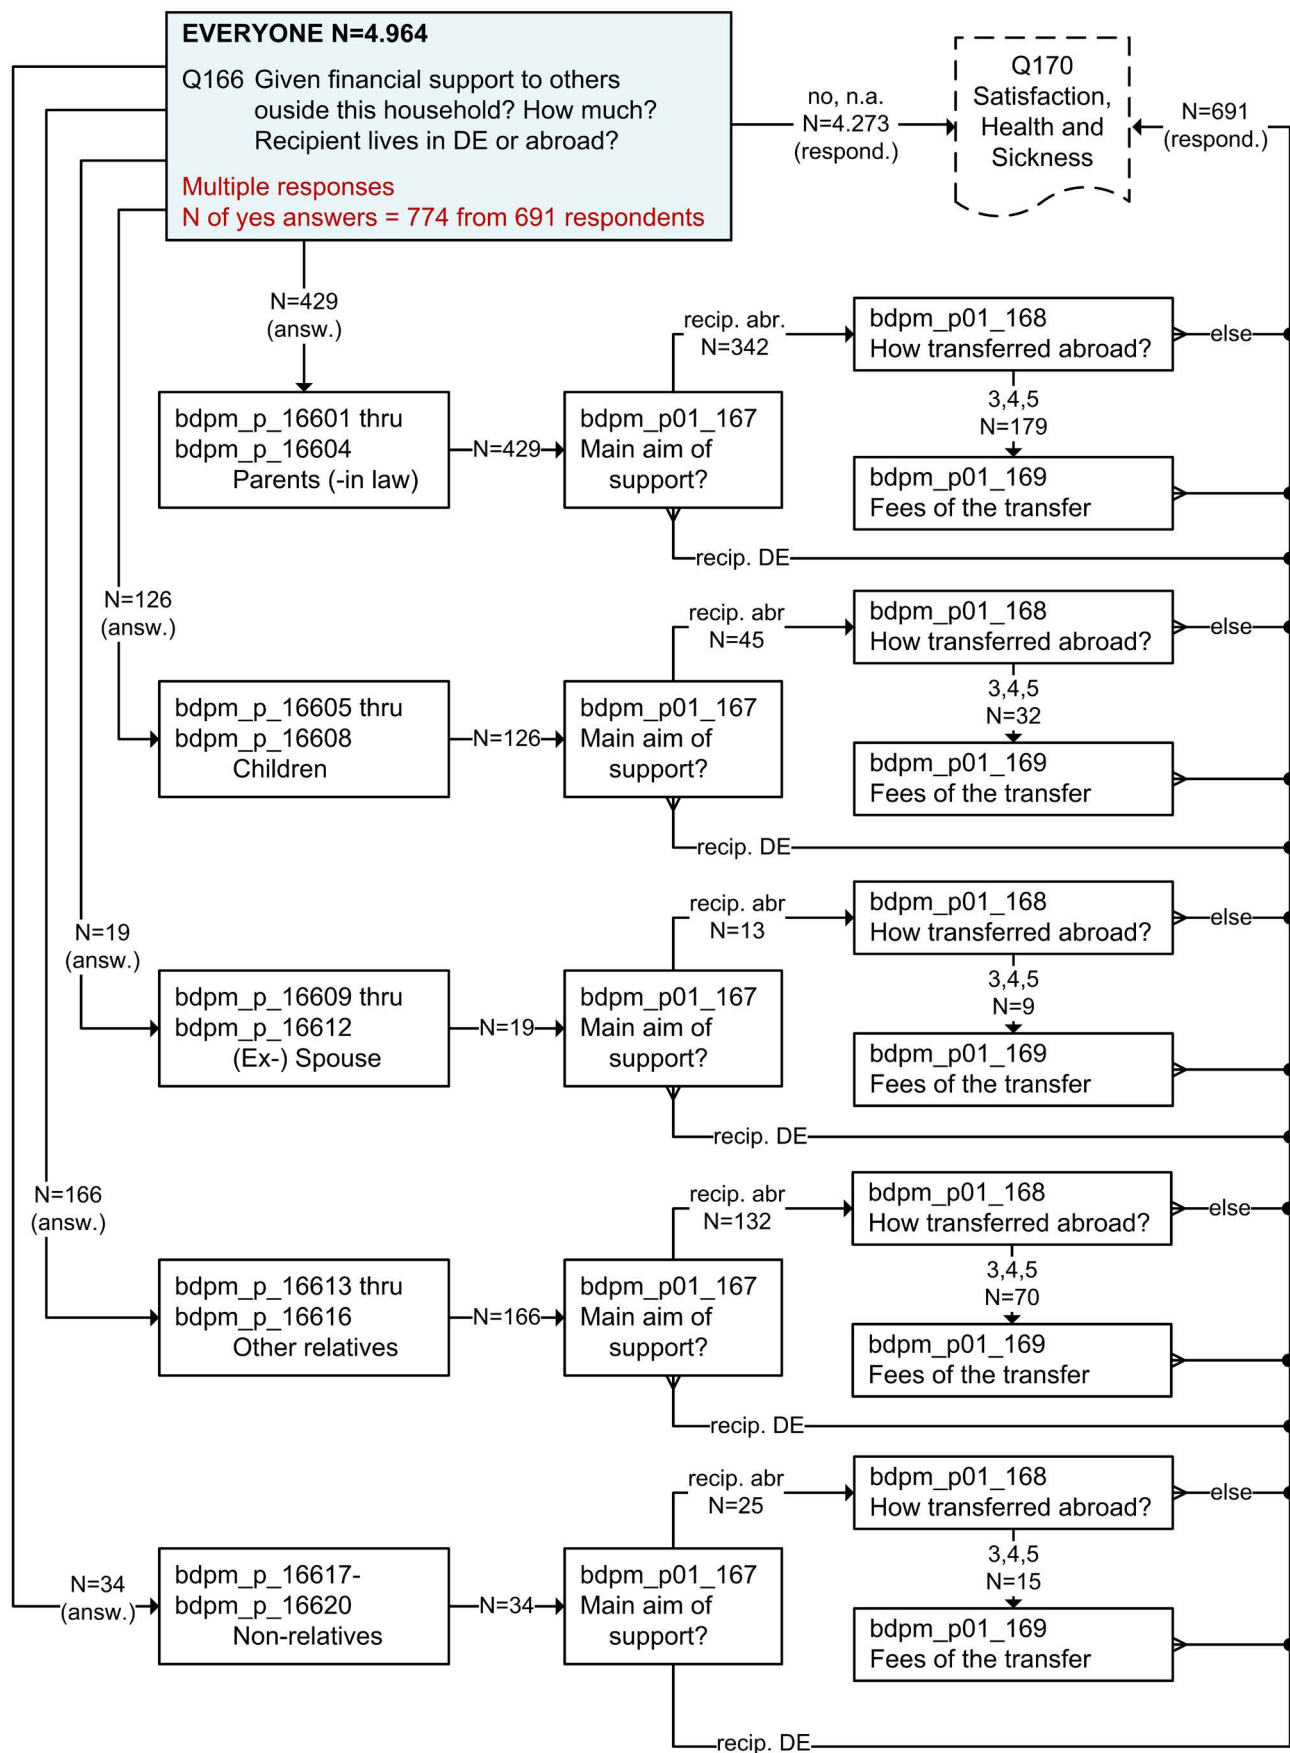 EVERYONE N=4.964
Q166 Given financial support to others
ouside this household? How much?
Recipient lives in DE or abroad?
Multiple responses
N of yes answers = 774 from 691 respondents
no, n.a.
N=4.273
(respond.)
Q170
Satisfaction,
Health and
Sickness
N=691
(respond.)
N=429
(answ.)
bdpm_p_16601 thru
bdpm_p_16604
Parents (-in law)
N=429
bdpm_p01_167
Main aim of
support?
recip. abr.
N=342
bdpm_p01_168
How transferred abroad?
else
3,4,5
N=179
bdpm_p01_169
Fees of the transfer
recip. DE
N=126
(answ.)
bdpm_p_16605 thru
bdpm_p_16608
Children
N=126
bdpm_p01_167
Main aim of
support?
recip. abr
N=45
bdpm_p01_168
How transferred abroad?
else
3,4,5
N=32
bdpm_p01_169
Fees of the transfer
recip. DE
N=19
(answ.)
bdpm_p_16609 thru
bdpm_p_16612
(Ex-) Spouse
N=19
bdpm_p01_167
Main aim of
support?
recip. abr
N=13
bdpm_p01_168
How transferred abroad?
else
3,4,5
N=9
bdpm_p01_169
Fees of the transfer
recip. DE
N=166
(answ.)
bdpm_p_16613 thru
bdpm_p_16616
Other relatives
N=166
bdpm_p01_167
Main aim of
support?
recip. abr
N=132
bdpm_p01_168
How transferred abroad?
else
3,4,5
N=70
bdpm_p01_169
Fees of the transfer
recip. DE
N=34
(answ.)
bdpm_p_16617-
bdpm_p_16620
Non-relatives
N=34
bdpm_p01_167
Main aim of
support?
recip. abr
N=25
bdpm_p01_168
How transferred abroad?
else
3,4,5
N=15
bdpm_p01_169
Fees of the transfer
recip. DE